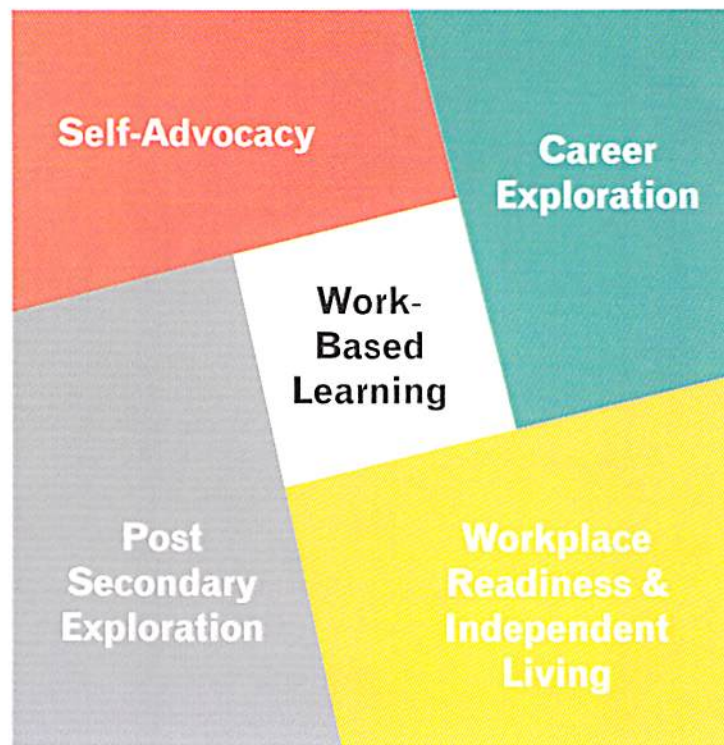 Self-Advocacy
Career
Exploration
Work-
Based
Learning
Post
Secondary
Exploration
Workplace
Readiness &
Independent
Living